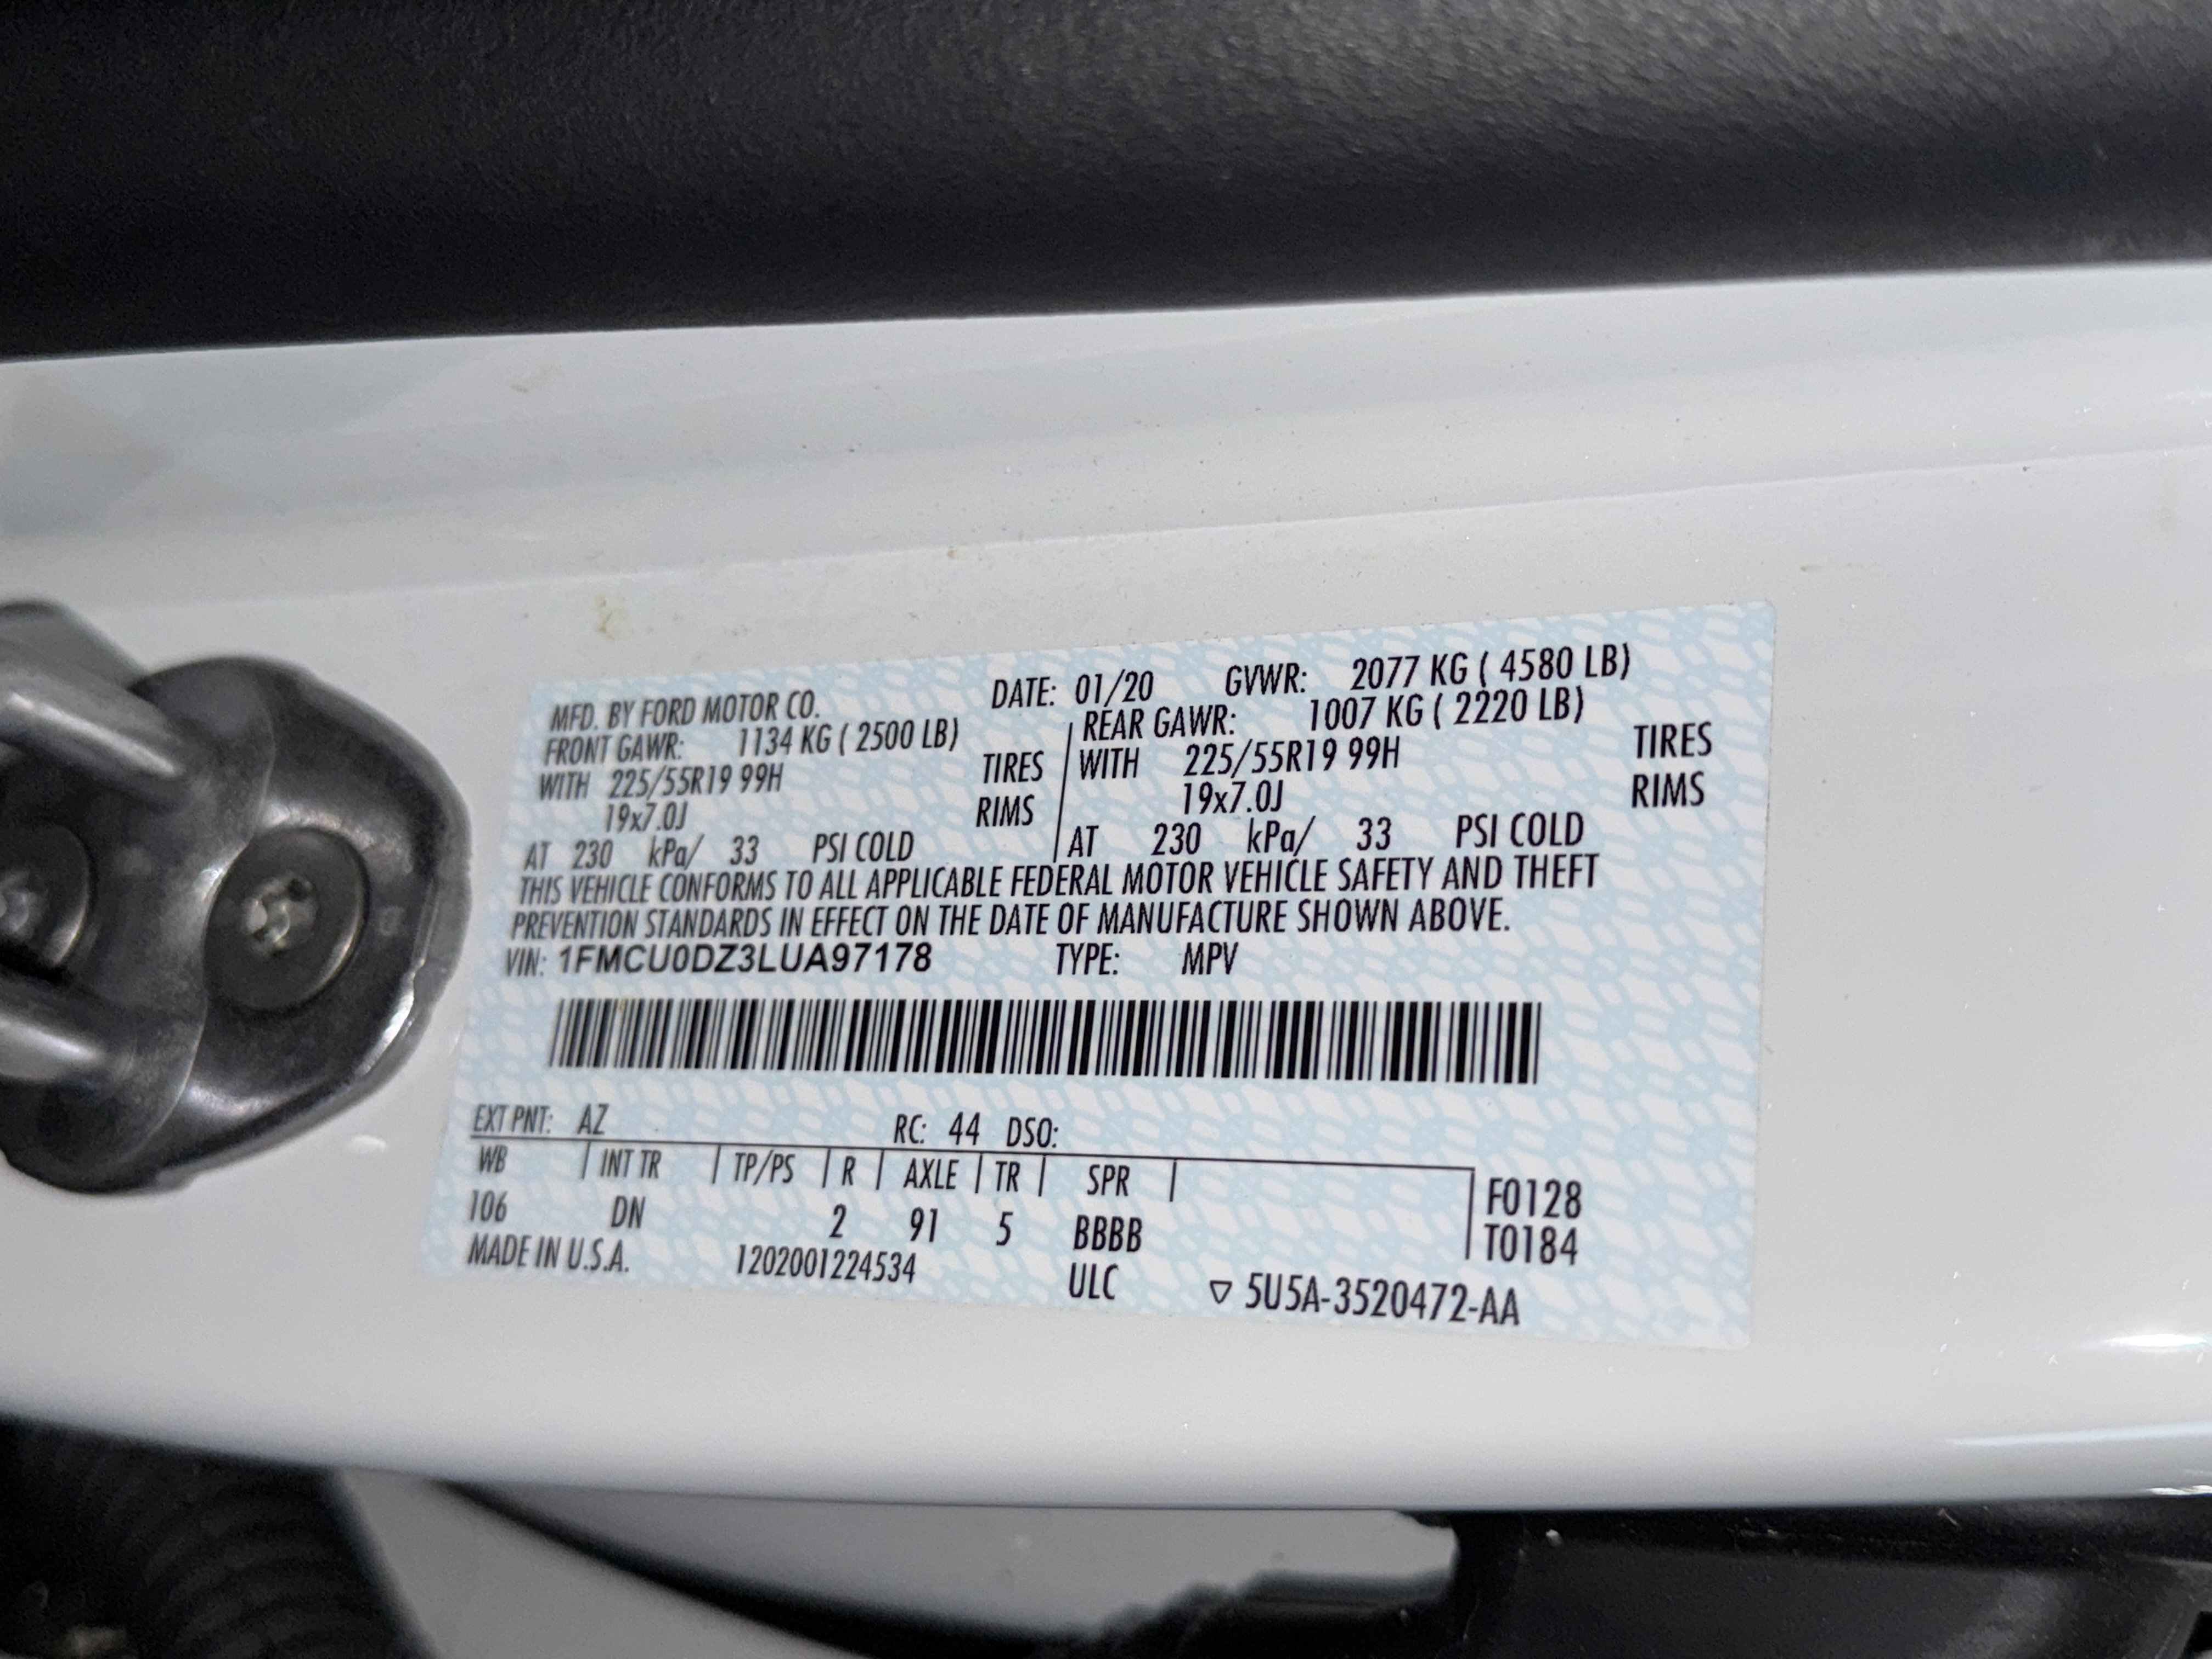 MFD. BY FORD MOTOR CO. DATE: 01/20 GVWR: 2077 KG ( 4580 LB)
FRONT GAWR: 1134 KG ( 2500 LB) REAR GAWR: 1007 KG ( 2220 LB)
WITH 225/55R19 99H TIRES WITH 225/55R19 99H TIRES
19x7.0J RIMS 19x7.0J RIMS
AT 230 kPa/ 33 PSI COLD AT 230 kPa/ 33 PSI COLD
THIS VEHICLE CONFORMS TO ALL APPLICABLE FEDERAL MOTOR VEHICLE SAFETY AND THEFT
PREVENTION STANDARDS IN EFFECT ON THE DATE OF MANUFACTURE SHOWN ABOVE.
VIN: 1FMCU0DZ3LUA97178 TYPE: MPV
EXT PNT: AZ RC: 44 DSO:
WB INT TR TP/PS R AXLE TR SPR F0128
106 DN 2 91 5 BBBB T0184
MADE IN U.S.A. 1202001224534 ULC ▽ 5U5A-3520472-AA